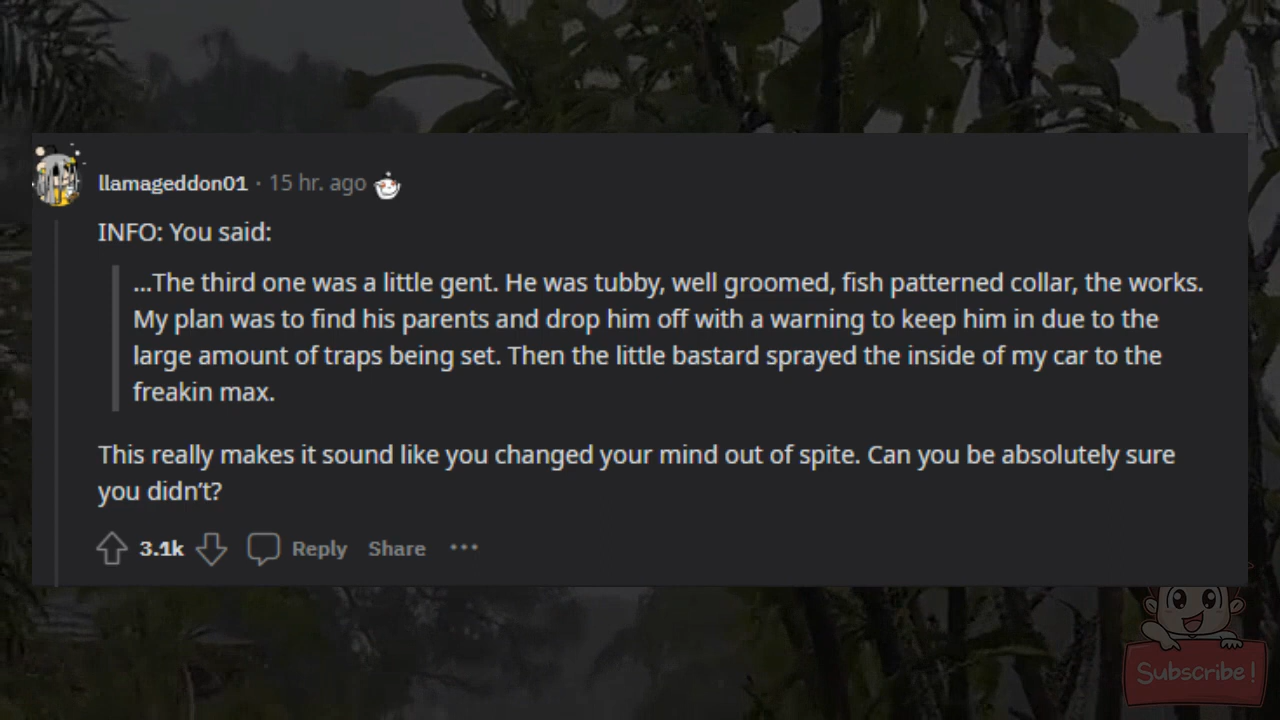 llamageddon01 · 15 hr. ago
INFO: You said:
...The third one was a little gent. He was tubby, well groomed, fish patterned collar, the works.
My plan was to find his parents and drop him off with a warning to keep him in due to the
large amount of traps being set. Then the little bastard sprayed the inside of my car to the
freakin max.
This really makes it sound like you changed your mind out of spite. Can you be absolutely sure
you didn’t?
3.1k Reply Share ···
Subscribe!